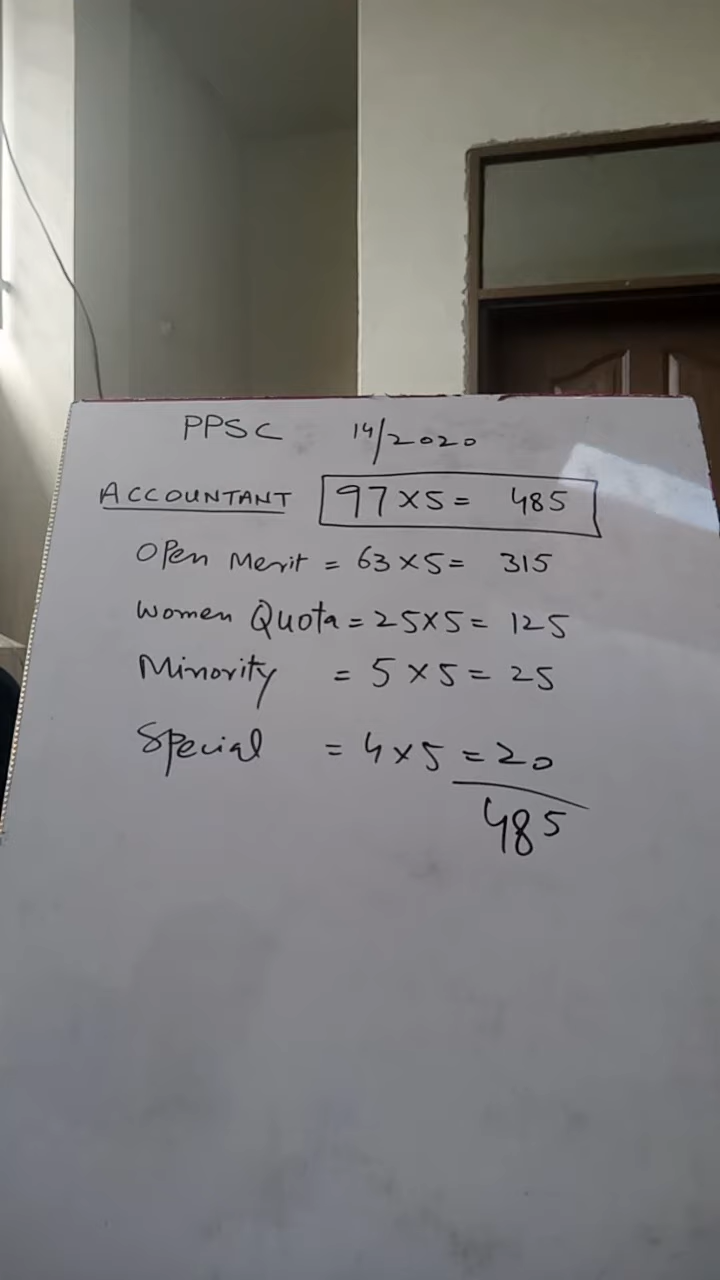 PPSC 14/2020
ACCOUNTANT 97×5= 485
Open Merit = 63×5= 315
Women Quota = 25×5= 125
Minority = 5×5= 25
Special = 4×5 = 20
485